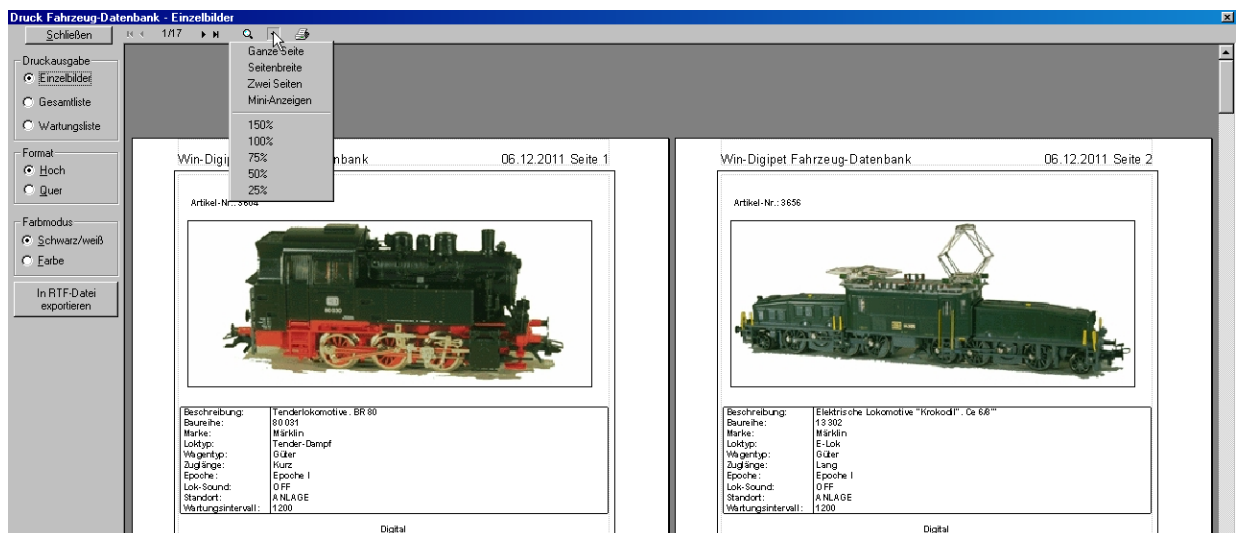 Druck Fahrzeug-Datenbank - Einzelbilder
Schließen
1/17
Ganze Seite
Seitenbreite
Zwei Seiten
Mini-Anzeigen
150%
100%
75%
50%
25%
Druckausgabe
Einzelbilder
Gesamtliste
Wartungsliste
Format
Hoch
Quer
Farbmodus
Schwarz/weiß
Farbe
In RTF-Datei
exportieren
Win-Digi nbank 06.12.2011 Seite 1
Artikel-Nr.: 3604
Beschreibung: Tenderlokomotive. BR 80
Baureihe: 80 031
Marke: Märklin
Loktyp: Tender-Dampf
Wagentyp: Güter
Zuglänge: Kurz
Epoche: Epoche I
Lok-Sound: OFF
Standort: ANLAGE
Wartungsintervall: 1200
Digital
Win-Digipet Fahrzeug-Datenbank 06.12.2011 Seite 2
Artikel-Nr.: 3656
Beschreibung: Elektrische Lokomotive "Krokodil". Ce 6/8'''
Baureihe: 13 302
Marke: Märklin
Loktyp: E-Lok
Wagentyp: Güter
Zuglänge: Lang
Epoche: Epoche I
Lok-Sound: OFF
Standort: ANLAGE
Wartungsintervall: 1200
Digital